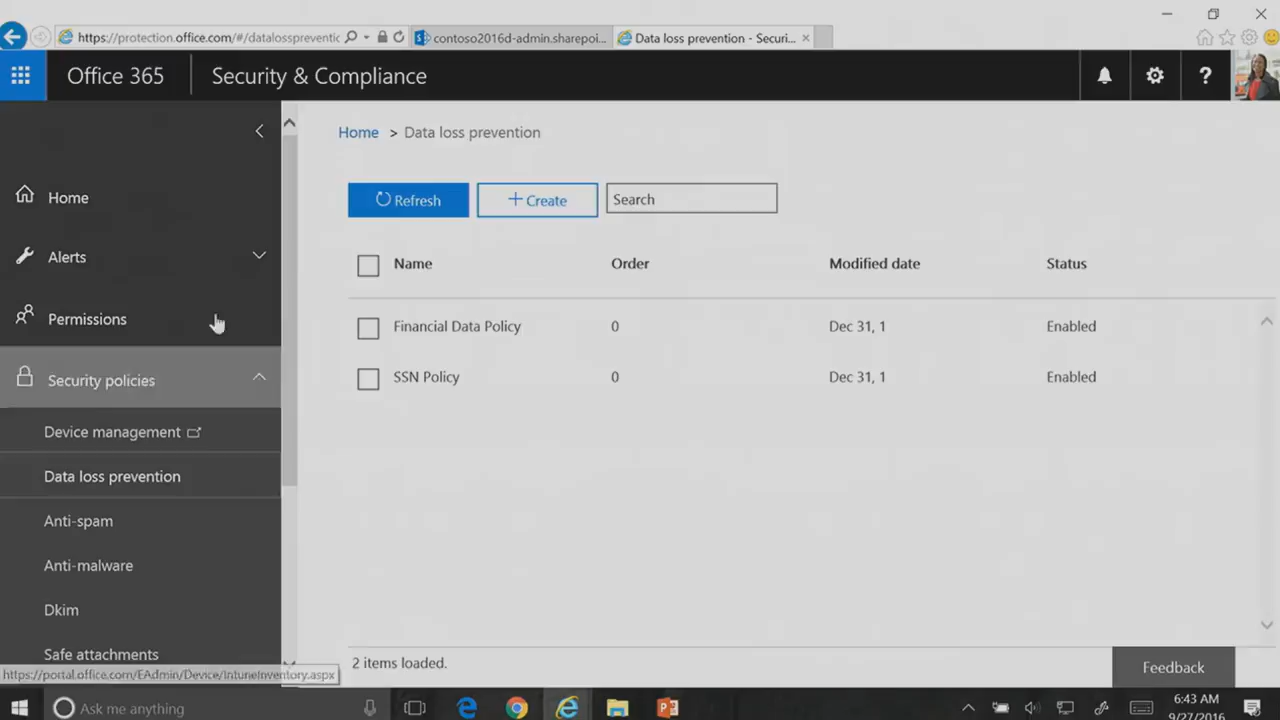 https://protection.office.com/#/datalosspreventic
contoso2016d-admin.sharepoi...
Data loss prevention - Securi...
Office 365
Security & Compliance
?
Home > Data loss prevention
Refresh
Create
Search
Home
Alerts
Permissions
Security policies
Device management
Data loss prevention
Anti-spam
Anti-malware
Dkim
Safe attachments
Name Order Modified date Status
Financial Data Policy 0 Dec 31, 1 Enabled
SSN Policy 0 Dec 31, 1 Enabled
2 items loaded.
Feedback
https://portal.office.com/EAdmin/Device/IntuneInventory.aspx
Ask me anything
6:43 AM
9/27/2016